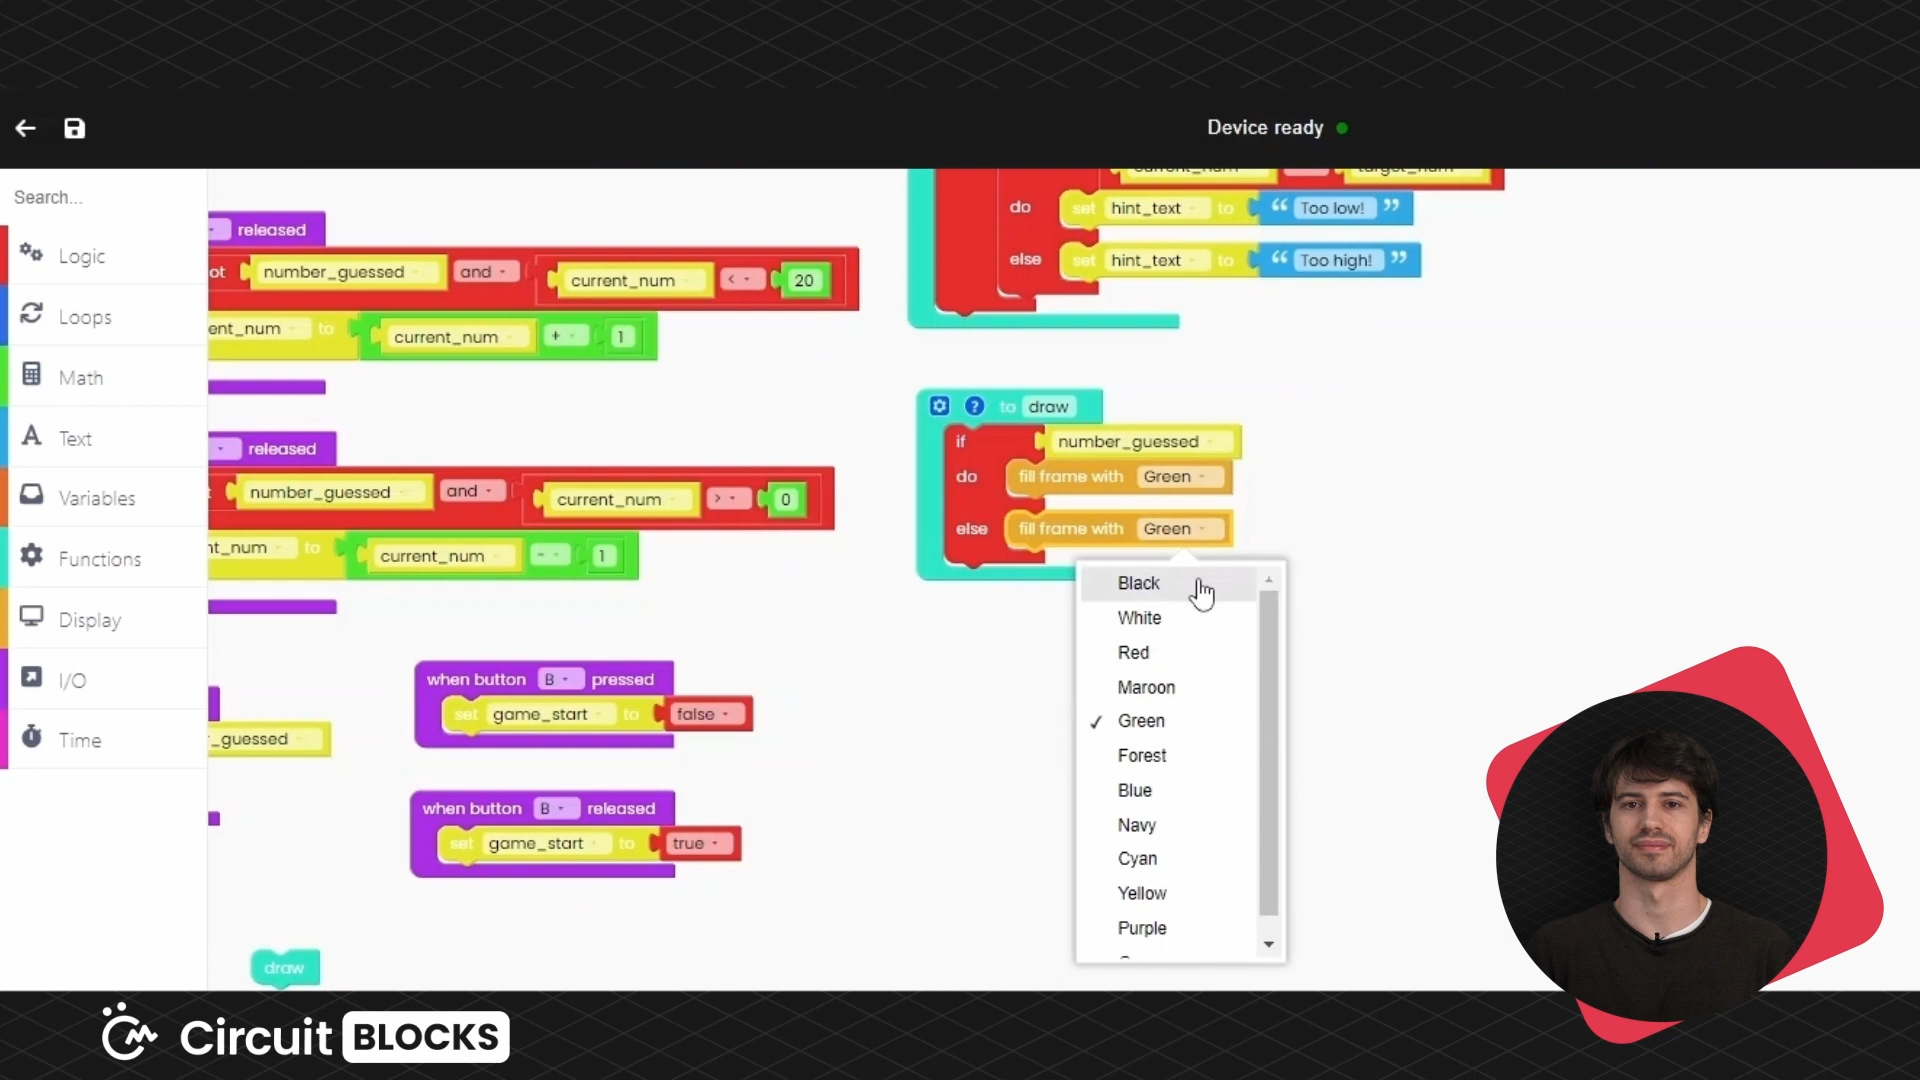 Device ready
Search...
Logic
Loops
Math
Text
Variables
Functions
Display
I/O
Time
released
ot number_guessed and current_num < 20
ent_num to current_num + 1
released
number_guessed and current_num > 0
nt_num to current_num - 1
_guessed
when button B pressed
set game_start to false
when button B released
set game_start to true
draw
current_num target_num
do set hint_text to “ Too low! ”
else set hint_text to “ Too high! ”
? to draw
if number_guessed
do fill frame with Green
else fill frame with Green
Black
White
Red
Maroon
✓ Green
Forest
Blue
Navy
Cyan
Yellow
Purple
Circuit BLOCKS